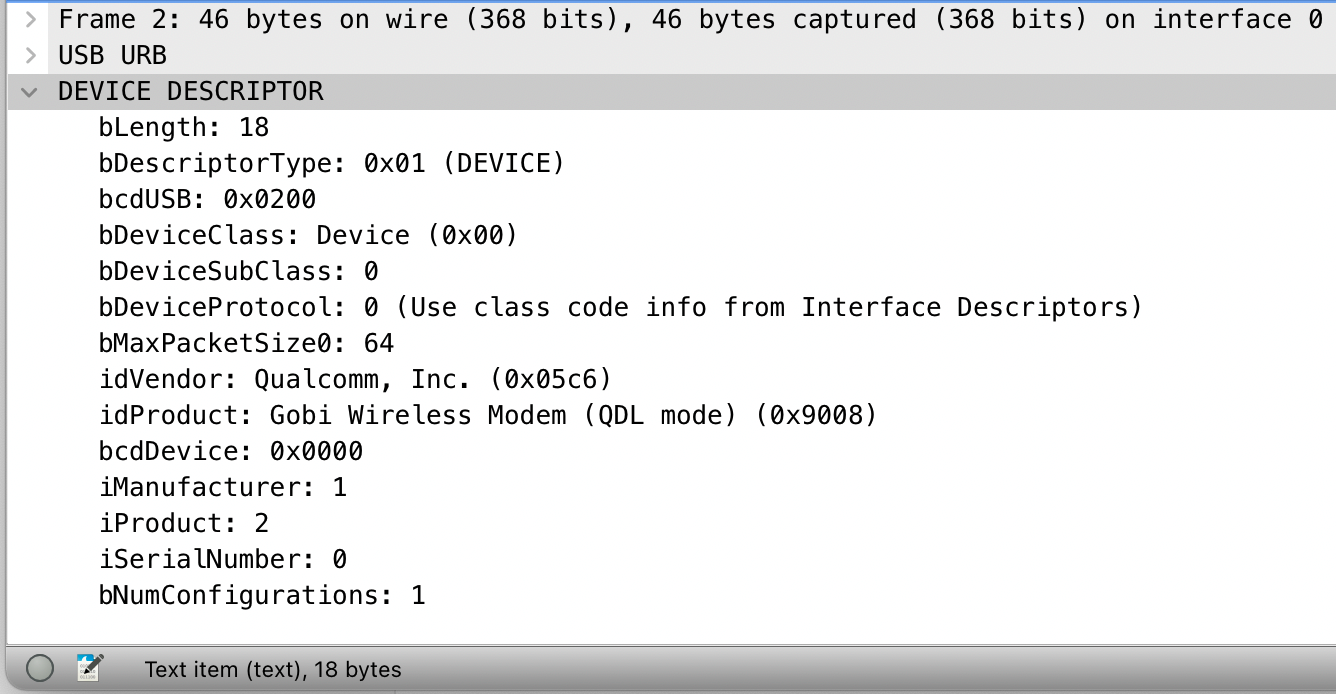 Frame 2: 46 bytes on wire (368 bits), 46 bytes captured (368 bits) on interface 0
USB URB
DEVICE DESCRIPTOR
bLength: 18
bDescriptorType: 0x01 (DEVICE)
bcdUSB: 0x0200
bDeviceClass: Device (0x00)
bDeviceSubClass: 0
bDeviceProtocol: 0 (Use class code info from Interface Descriptors)
bMaxPacketSize0: 64
idVendor: Qualcomm, Inc. (0x05c6)
idProduct: Gobi Wireless Modem (QDL mode) (0x9008)
bcdDevice: 0x0000
iManufacturer: 1
iProduct: 2
iSerialNumber: 0
bNumConfigurations: 1
Text item (text), 18 bytes